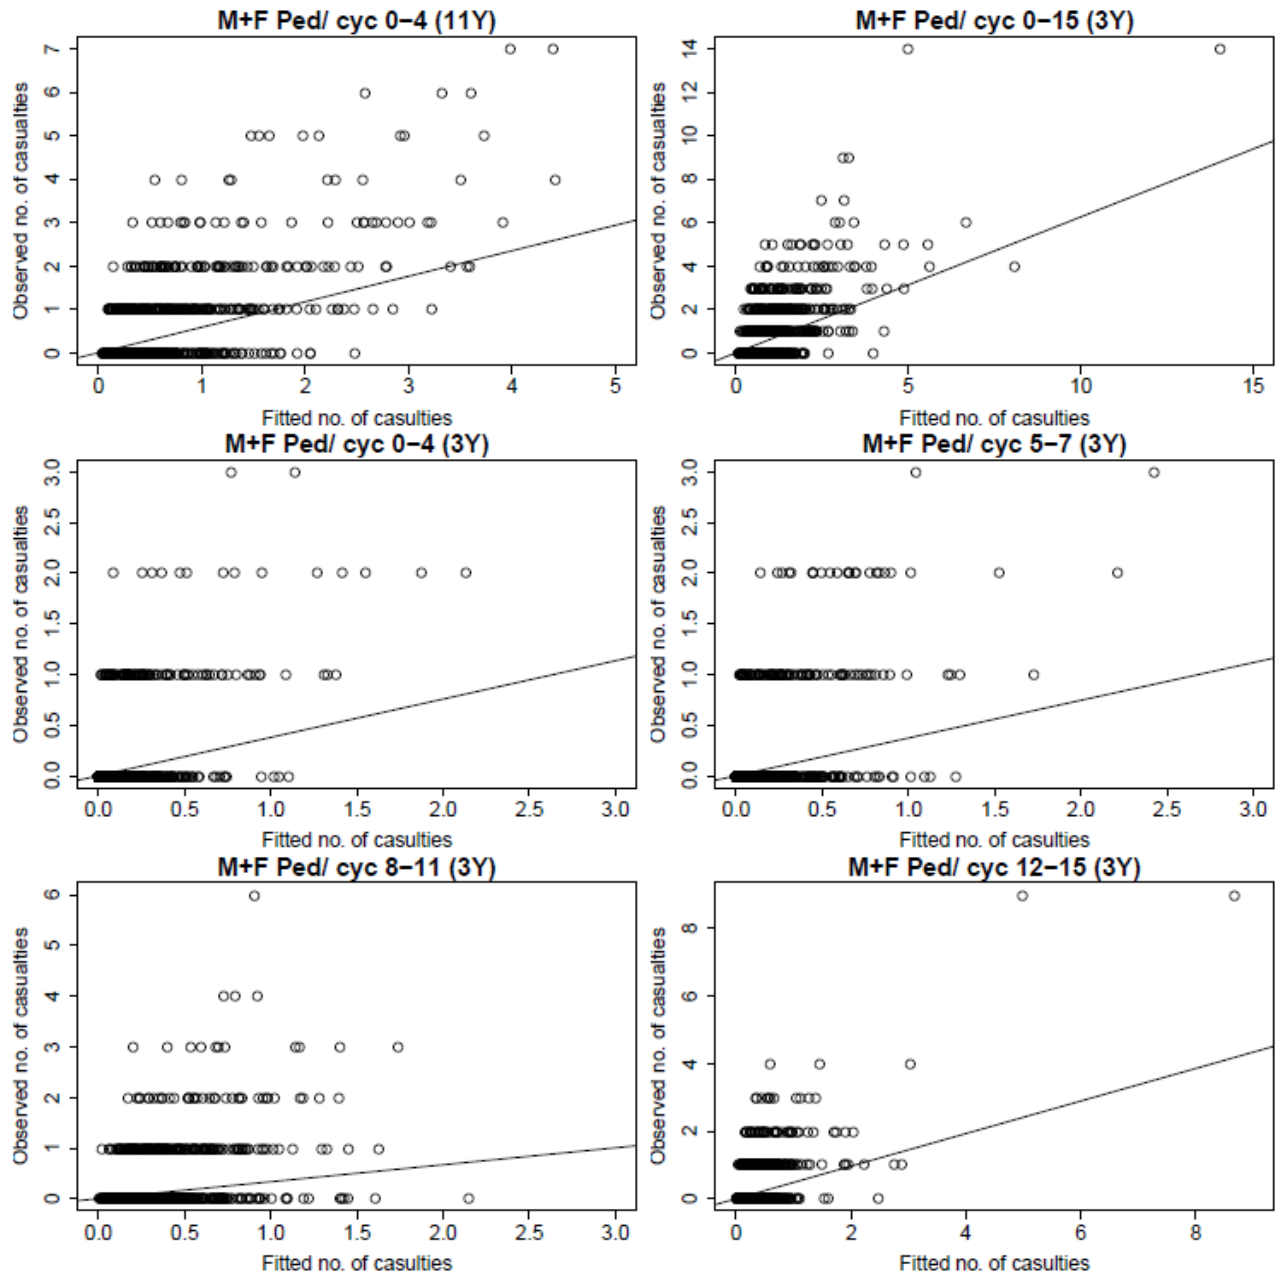 M+F Ped/ cyc 0−4 (11Y)
Observed no. of casualties
7
6
5
4
3
2
1
0
0 1 2 3 4 5
Fitted no. of casulties
M+F Ped/ cyc 0−15 (3Y)
Observed no. of casualties
14
12
10
8
6
4
2
0
0 5 10 15
Fitted no. of casulties
M+F Ped/ cyc 0−4 (3Y)
Observed no. of casualties
3.0
2.5
2.0
1.5
1.0
0.5
0.0
0.0 0.5 1.0 1.5 2.0 2.5 3.0
Fitted no. of casulties
M+F Ped/ cyc 5−7 (3Y)
Observed no. of casualties
3.0
2.5
2.0
1.5
1.0
0.5
0.0
0.0 0.5 1.0 1.5 2.0 2.5 3.0
Fitted no. of casulties
M+F Ped/ cyc 8−11 (3Y)
Observed no. of casualties
6
5
4
3
2
1
0
0.0 0.5 1.0 1.5 2.0 2.5 3.0
Fitted no. of casulties
M+F Ped/ cyc 12−15 (3Y)
Observed no. of casualties
8
6
4
2
0
0 2 4 6 8
Fitted no. of casulties